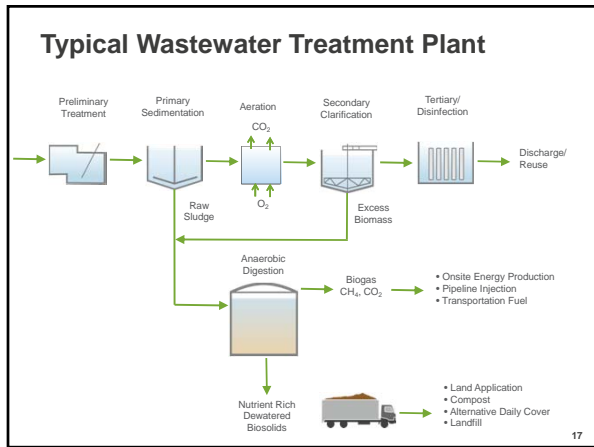 Typical Wastewater Treatment Plant
Preliminary
Treatment
Primary
Sedimentation
Aeration
CO₂
Secondary
Clarification
Tertiary/
Disinfection
Discharge/
Reuse
Raw
Sludge
O₂
Excess
Biomass
Anaerobic
Digestion
Biogas
CH₄, CO₂
• Onsite Energy Production
• Pipeline Injection
• Transportation Fuel
Nutrient Rich
Dewatered
Biosolids
• Land Application
• Compost
• Alternative Daily Cover
• Landfill
17